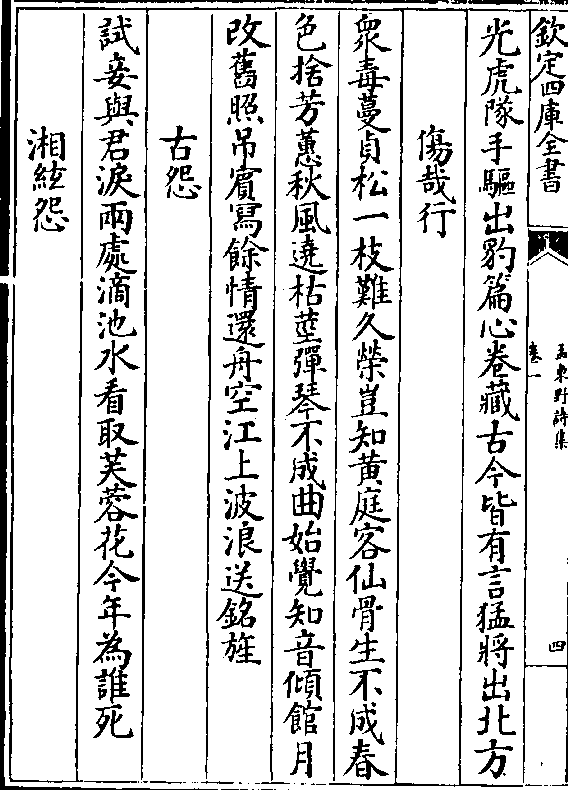 欽定四庫全書
孟東野詩集
卷一
四
光虎隊手驅出豹篇心卷藏古今皆有言猛將出北方
傷哉行
衆毒蔓貞松一枝難久榮豈知黄庭客仙骨生不成春
色捨芳蕙秋風遶枯莖彈琴不成曲始覺知音傾館月
改舊照吊賔寫餘情還舟空江上波浪送銘旌
古怨
試妾與君淚兩處滴池水看取芙蓉花今年為誰死
湘絃怨